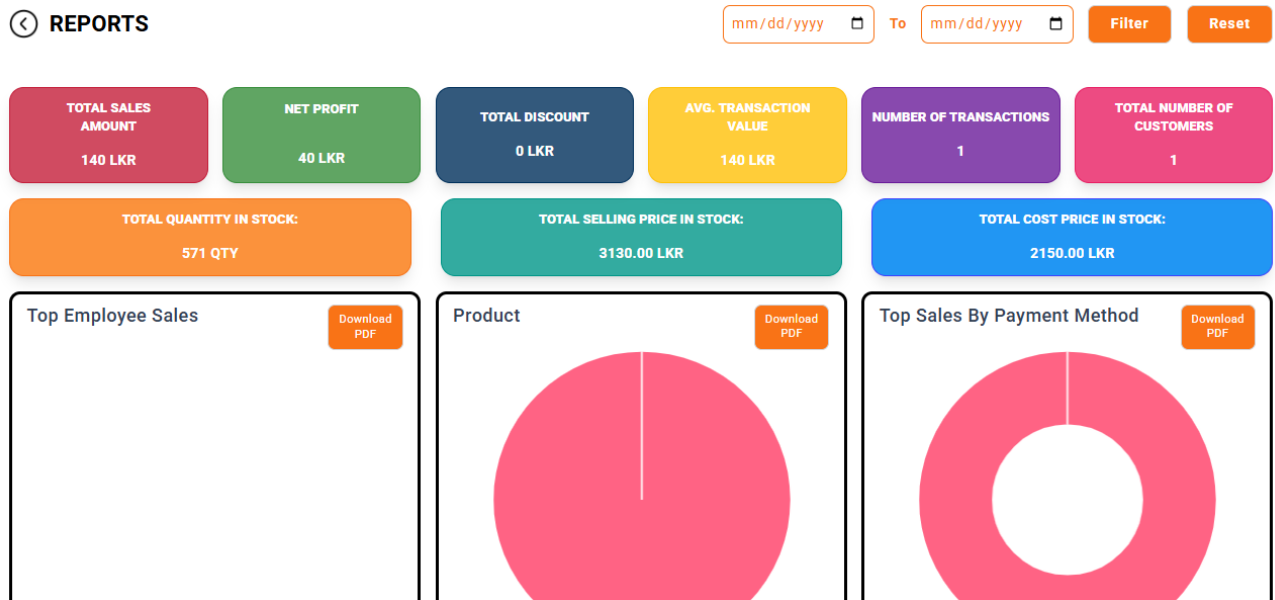 REPORTS
mm/dd/yyyy To mm/dd/yyyy Filter Reset
TOTAL SALES
AMOUNT
140 LKR
NET PROFIT
40 LKR
TOTAL DISCOUNT
0 LKR
AVG. TRANSACTION
VALUE
140 LKR
NUMBER OF TRANSACTIONS
1
TOTAL NUMBER OF
CUSTOMERS
1
TOTAL QUANTITY IN STOCK:
571 QTY
TOTAL SELLING PRICE IN STOCK:
3130.00 LKR
TOTAL COST PRICE IN STOCK:
2150.00 LKR
Top Employee Sales
Download
PDF
Product
Download
PDF
Top Sales By Payment Method
Download
PDF